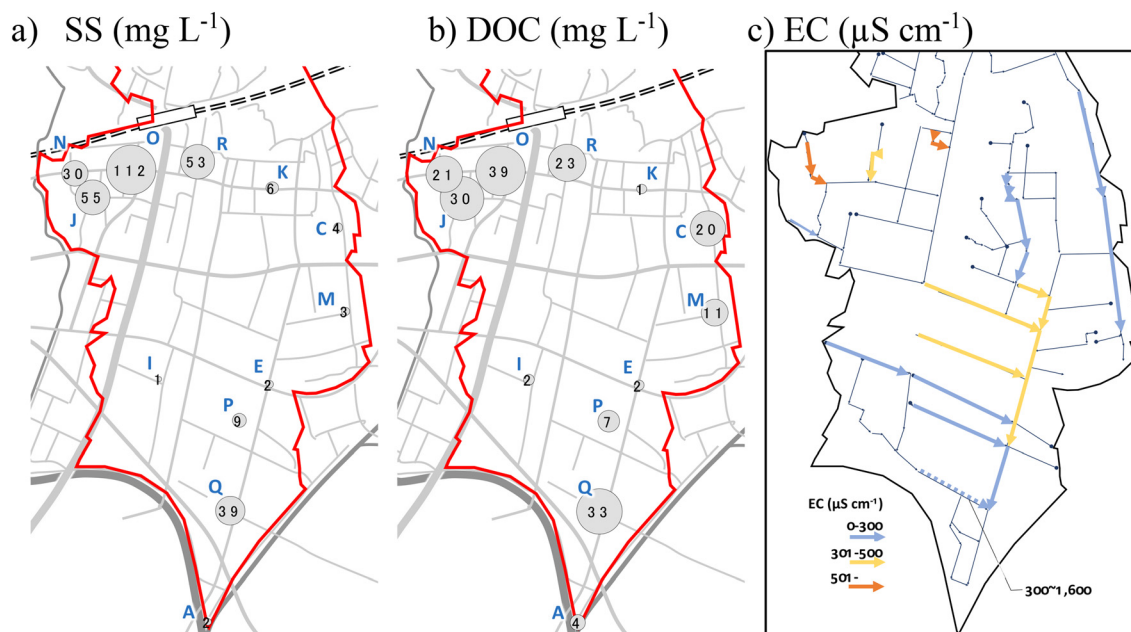 a) SS (mg L⁻¹)
b) DOC (mg L⁻¹)
c) EC (µS cm⁻¹)
N
O
R
30
112
53
K
6
55
J
C
4
M
3
I
1
E
2
P
9
Q
39
A
2
N
O
R
21
39
23
K
1
30
J
C
20
M
11
I
2
E
2
P
7
Q
33
A
4
EC (µS cm⁻¹)
0-300
301-500
501-
300~1,600